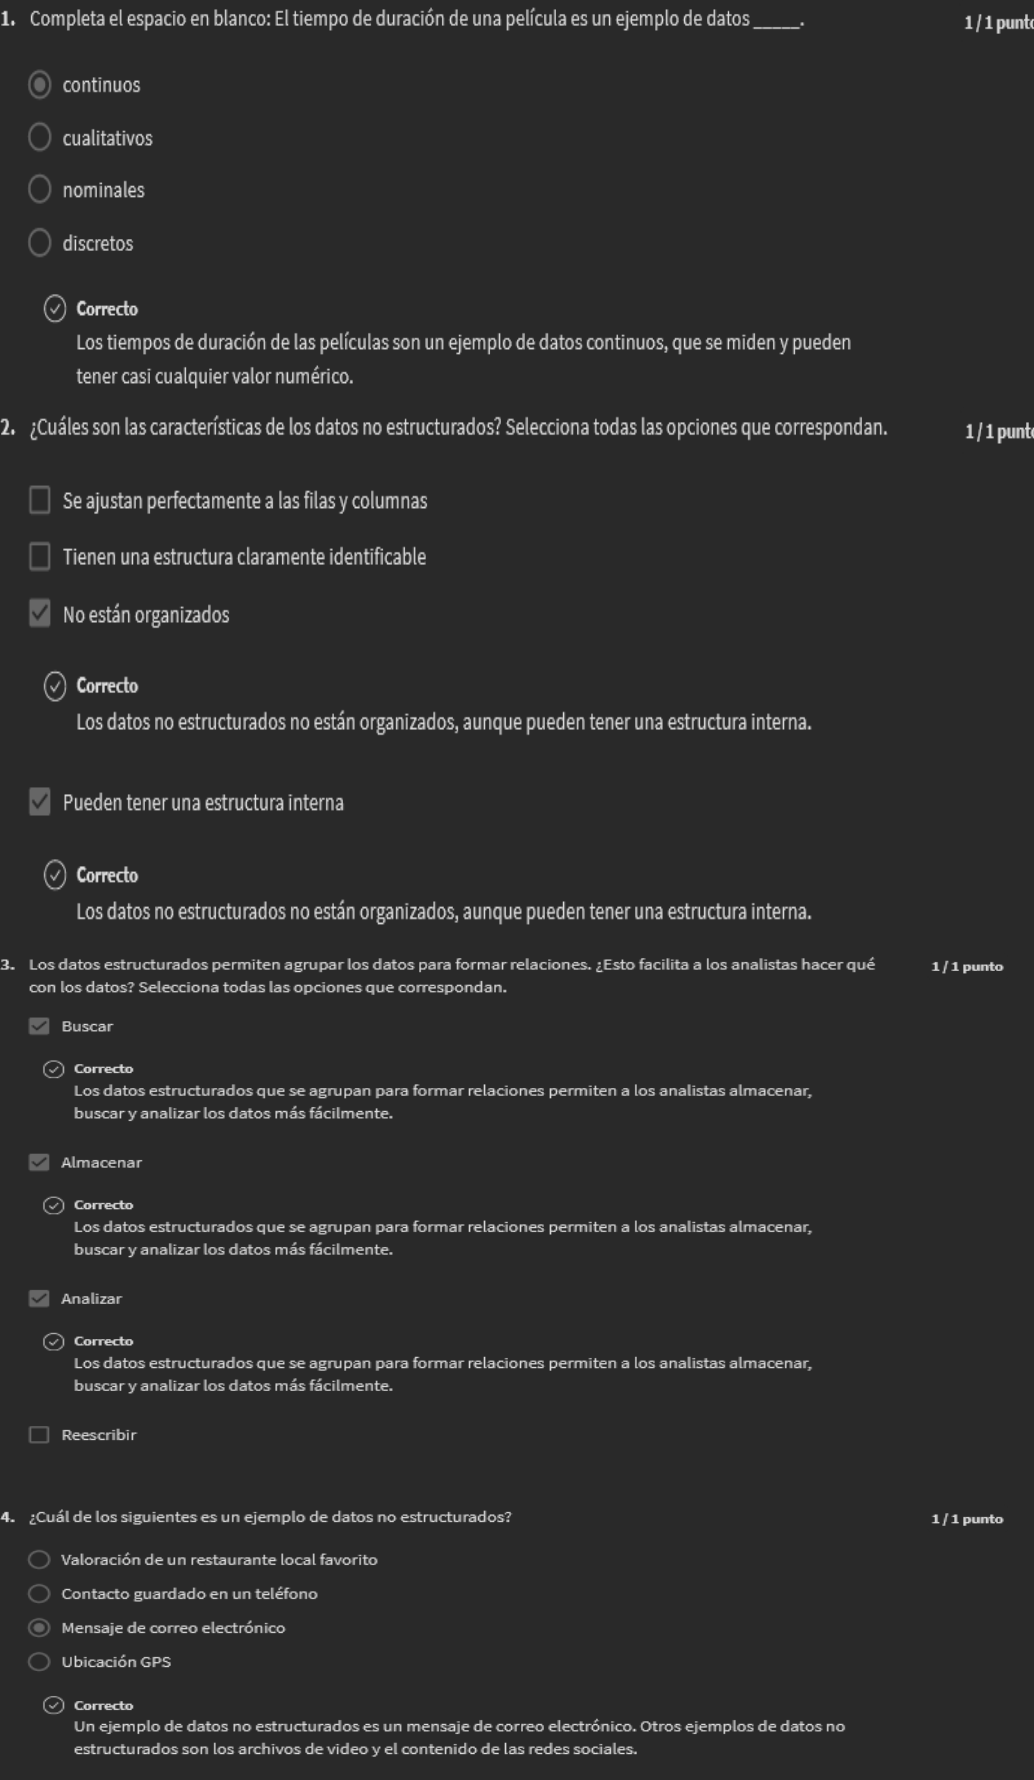 1. Completa el espacio en blanco: El tiempo de duración de una película es un ejemplo de datos _____. 1 / 1 punto
continuos
cualitativos
nominales
discretos
Correcto
Los tiempos de duración de las películas son un ejemplo de datos continuos, que se miden y pueden
tener casi cualquier valor numérico.
2. ¿Cuáles son las características de los datos no estructurados? Selecciona todas las opciones que correspondan. 1 / 1 punto
Se ajustan perfectamente a las filas y columnas
Tienen una estructura claramente identificable
No están organizados
Correcto
Los datos no estructurados no están organizados, aunque pueden tener una estructura interna.
Pueden tener una estructura interna
Correcto
Los datos no estructurados no están organizados, aunque pueden tener una estructura interna.
3. Los datos estructurados permiten agrupar los datos para formar relaciones. ¿Esto facilita a los analistas hacer qué 1 / 1 punto
con los datos? Selecciona todas las opciones que correspondan.
Buscar
Correcto
Los datos estructurados que se agrupan para formar relaciones permiten a los analistas almacenar,
buscar y analizar los datos más fácilmente.
Almacenar
Correcto
Los datos estructurados que se agrupan para formar relaciones permiten a los analistas almacenar,
buscar y analizar los datos más fácilmente.
Analizar
Correcto
Los datos estructurados que se agrupan para formar relaciones permiten a los analistas almacenar,
buscar y analizar los datos más fácilmente.
Reescribir
4. ¿Cuál de los siguientes es un ejemplo de datos no estructurados? 1 / 1 punto
Valoración de un restaurante local favorito
Contacto guardado en un teléfono
Mensaje de correo electrónico
Ubicación GPS
Correcto
Un ejemplo de datos no estructurados es un mensaje de correo electrónico. Otros ejemplos de datos no
estructurados son los archivos de video y el contenido de las redes sociales.